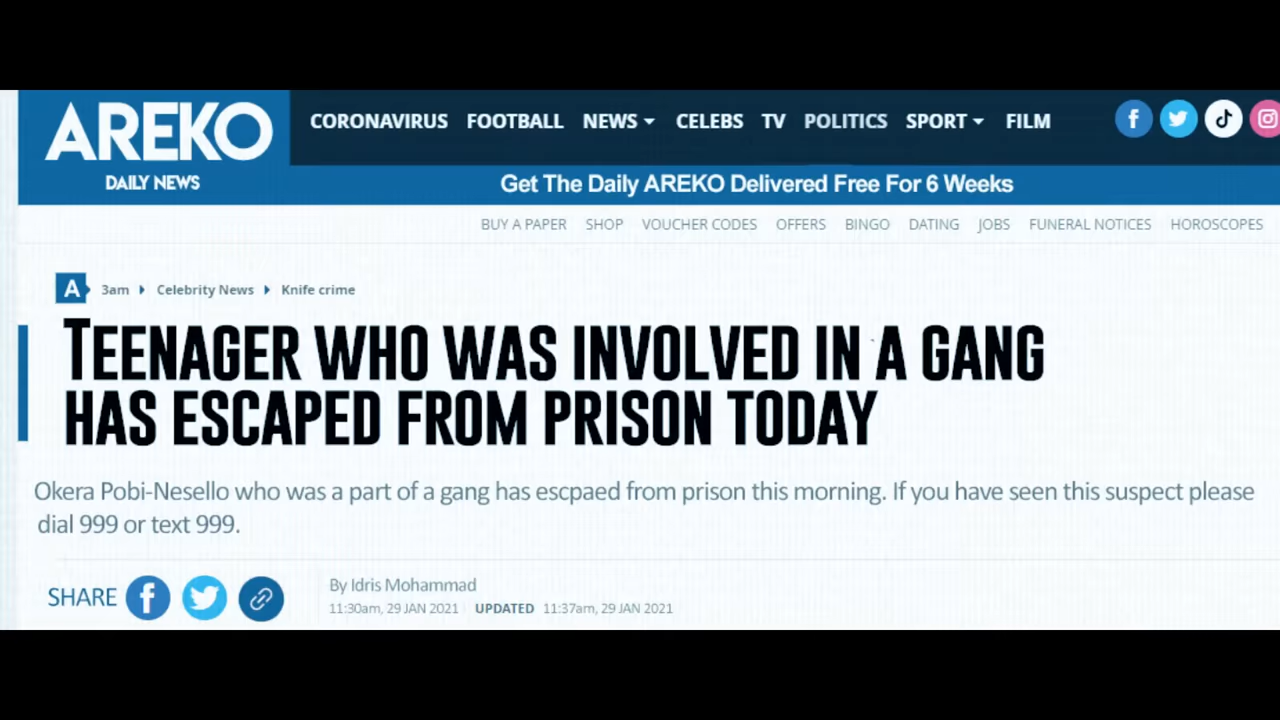 AREKO
DAILY NEWS
CORONAVIRUS FOOTBALL NEWS CELEBS TV POLITICS SPORT FILM
Get The Daily AREKO Delivered Free For 6 Weeks
BUY A PAPER SHOP VOUCHER CODES OFFERS BINGO DATING JOBS FUNERAL NOTICES HOROSCOPES
A 3am Celebrity News Knife crime
TEENAGER WHO WAS INVOLVED IN A GANG
HAS ESCAPED FROM PRISON TODAY
Okera Pobi-Nesello who was a part of a gang has escpaed from prison this morning. If you have seen this suspect please
dial 999 or text 999.
SHARE
By Idris Mohammad
11:30am, 29 JAN 2021 UPDATED 11:37am, 29 JAN 2021